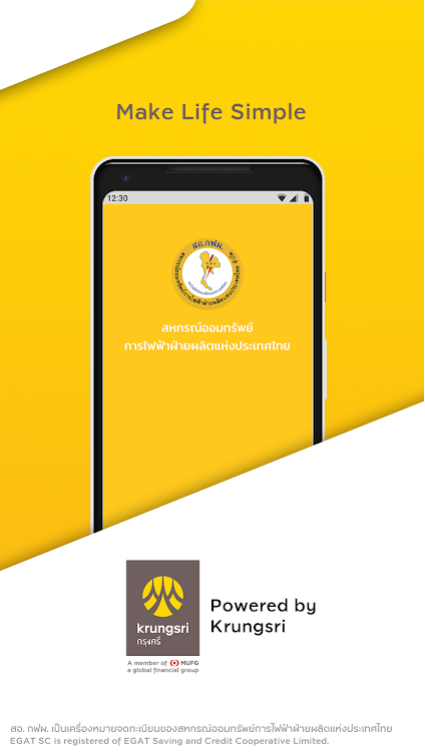 Make Life Simple
12:30
สอ.กฟผ.
สหกรณ์ออมทรัพย์
การไฟฟ้าฝ่ายผลิตแห่งประเทศไทย
krungsri
กรุงศรี
Powered by
Krungsri
A member of MUFG
a global financial group
สอ. กฟผ. เป็นเครื่องหมายจดทะเบียนของสหกรณ์ออมทรัพย์การไฟฟ้าฝ่ายผลิตแห่งประเทศไทย
EGAT SC is registered of EGAT Saving and Credit Cooperative Limited.